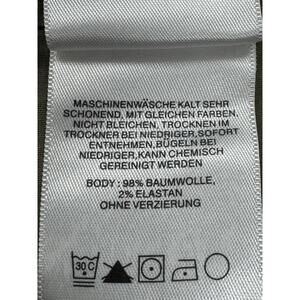 MASCHINENWÄSCHE KALT SEHR
SCHONEND, MIT GLEICHEN FARBEN.
NICHT BLEICHEN, TROCKNEN IM
TROCKNER BEI NIEDRIGER,SOFORT
ENTNEHMEN,BÜGELN BEI
NIEDRIGER,KANN CHEMISCH
GEREINIGT WERDEN
BODY : 98% BAUMWOLLE,
2% ELASTAN
OHNE VERZIERUNG
30 C